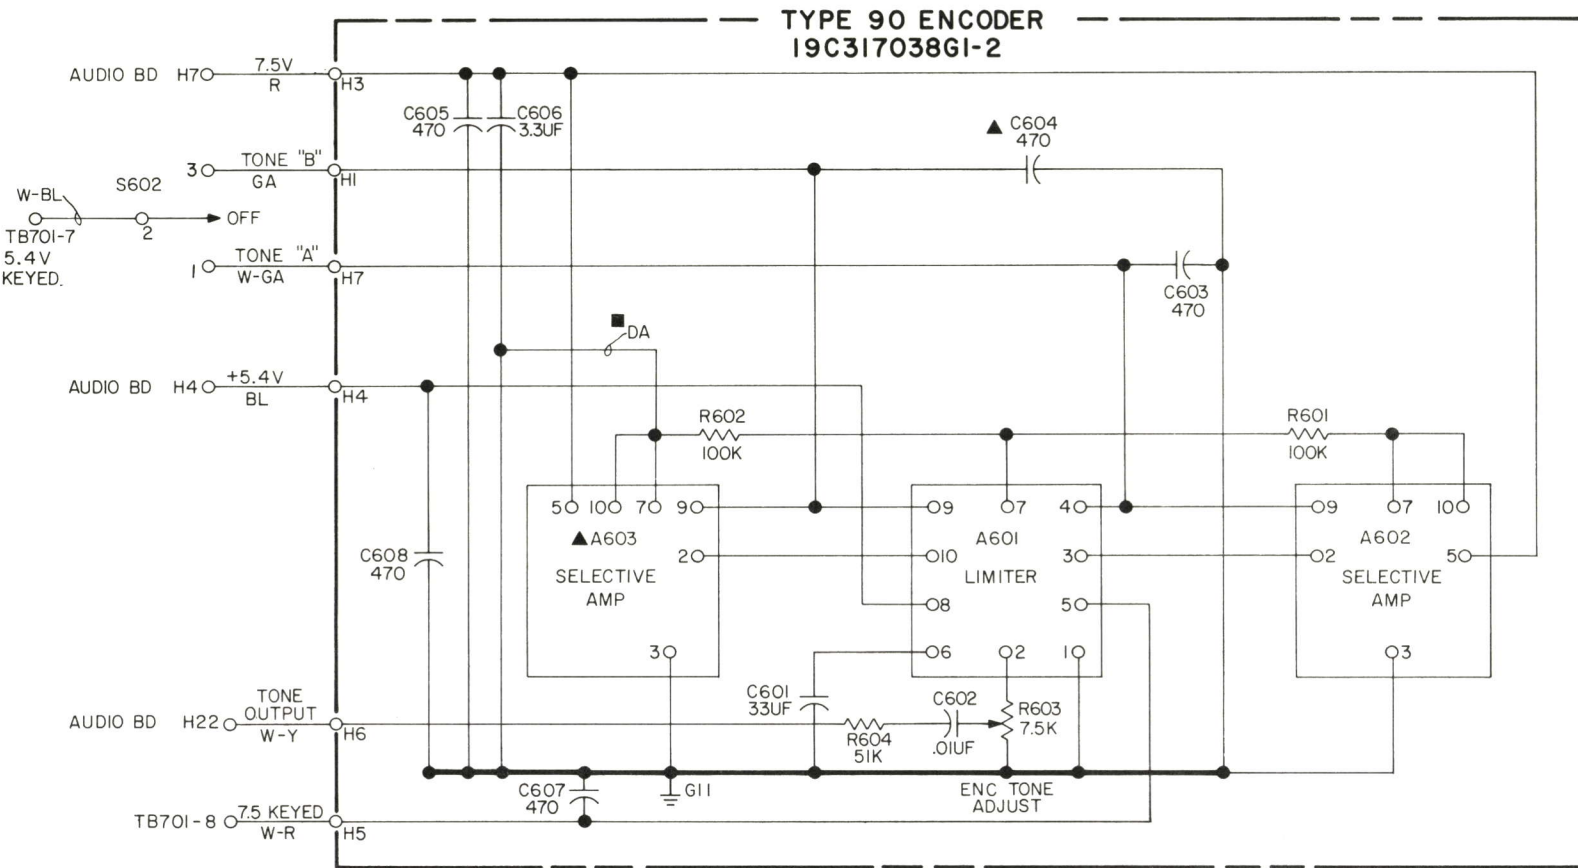 TYPE 90 ENCODER
19C317038G1-2
AUDIO BD H7 7.5V
R
H3
C605
470
C606
3.3UF
▲ C604
470
3 TONE "B"
GA
H1
S602
W-BL
OFF
TB701-7
2
5.4V
KEYED.
1 TONE "A"
W-GA
H7
C603
470
■
DA
AUDIO BD H4 +5.4V
BL
H4
R602
100K
R601
100K
5 10 7 9
9 7 4
9 7 10
▲ A603
A601
A602
C608
470
2
10 3
2 5
SELECTIVE
AMP
LIMITER
SELECTIVE
AMP
8 5
3
6 2 1
3
C601
33UF
C602
.01UF
R603
7.5K
TONE
OUTPUT
AUDIO BD H22
W-Y
H6
R604
51K
C607
470
G11
ENC TONE
ADJUST
TB701-8 7.5 KEYED
W-R
H5